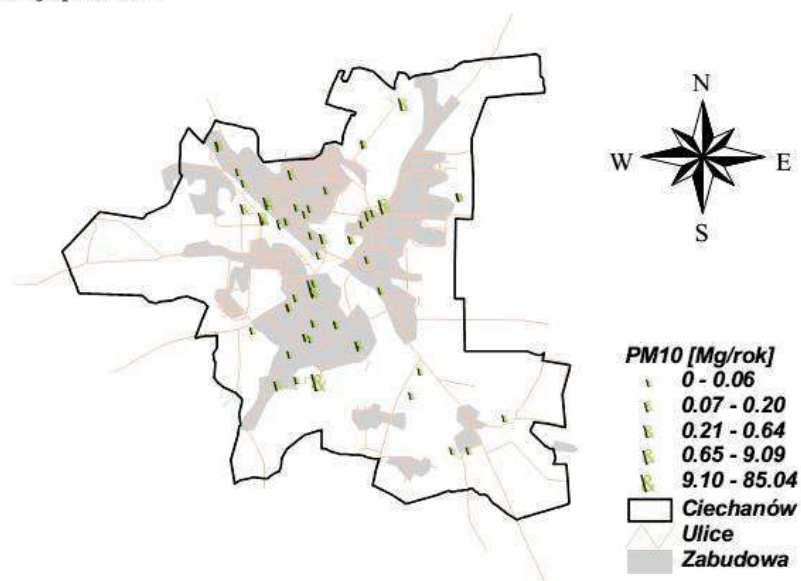 N
W E
S
PM10 [Mg/rok]
0 - 0.06
0.07 - 0.20
0.21 - 0.64
0.65 - 9.09
9.10 - 85.04
Ciechanów
Ulice
Zabudowa